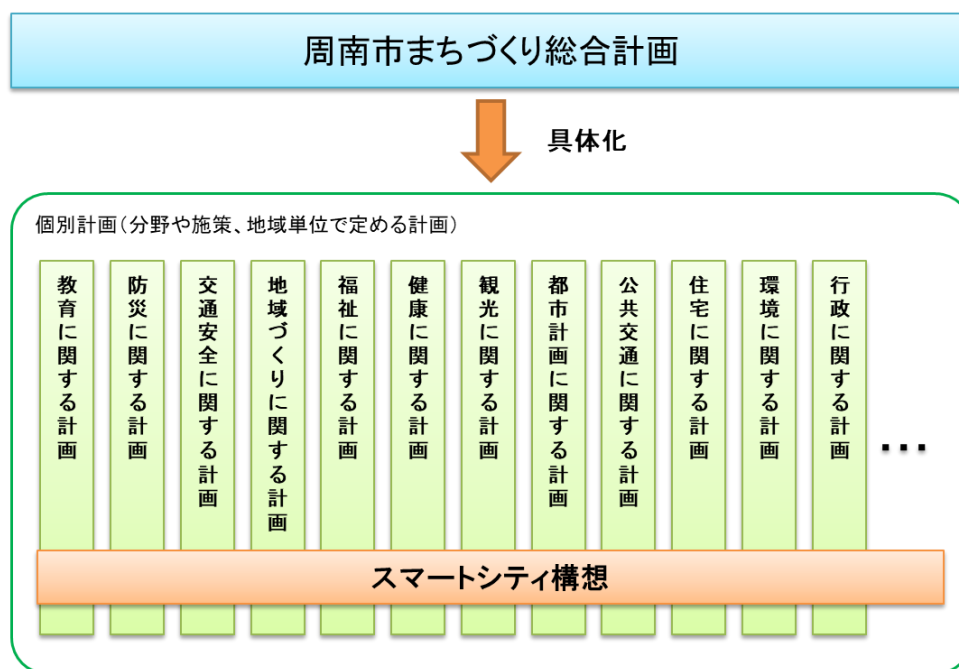 周南市まちづくり総合計画
具体化
個別計画(分野や施策、地域単位で定める計画)
教育に関する計画
防災に関する計画
交通安全に関する計画
地域づくりに関する計画
福祉に関する計画
健康に関する計画
観光に関する計画
都市計画に関する計画
公共交通に関する計画
住宅に関する計画
環境に関する計画
行政に関する計画
…
スマートシティ構想